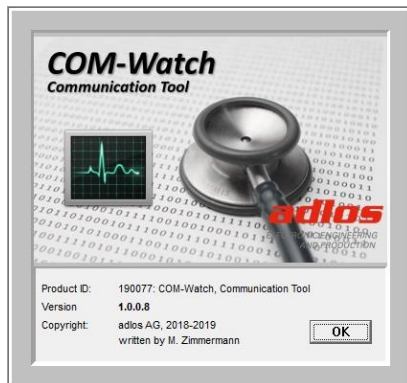 COM-Watch
Communication Tool
adlos
ELECTRONIC ENGINEERING
AND PRODUCTION
Product ID: 190077: COM-Watch, Communication Tool
Version 1.0.0.8
Copyright: adlos AG, 2018-2019
written by M. Zimmermann
OK